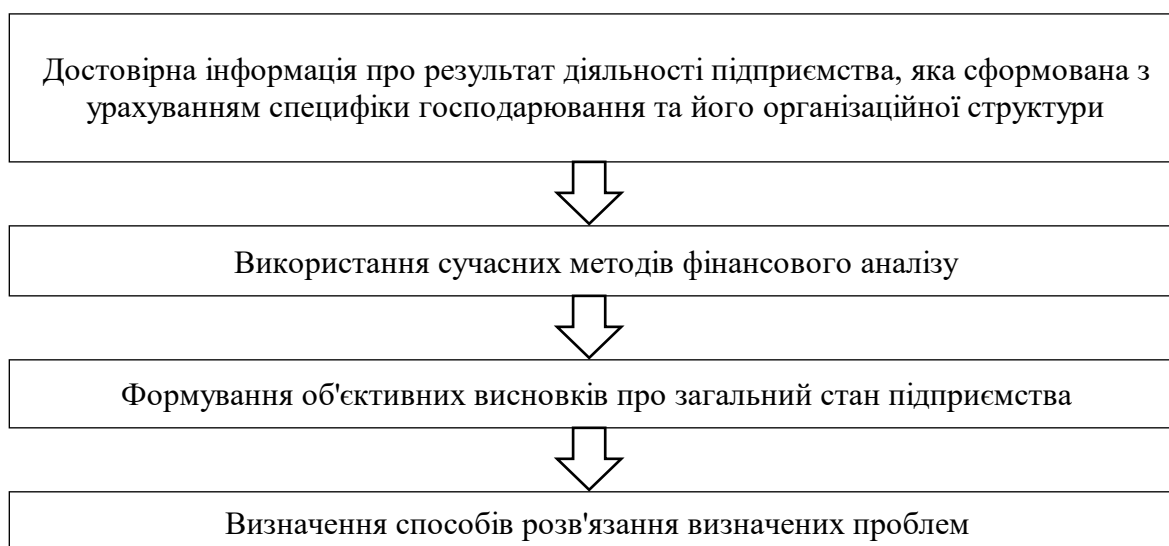 Достовірна інформація про результат діяльності підприємства, яка сформована з
урахуванням специфіки господарювання та його організаційної структури
Використання сучасних методів фінансового аналізу
Формування об'єктивних висновків про загальний стан підприємства
Визначення способів розв'язання визначених проблем